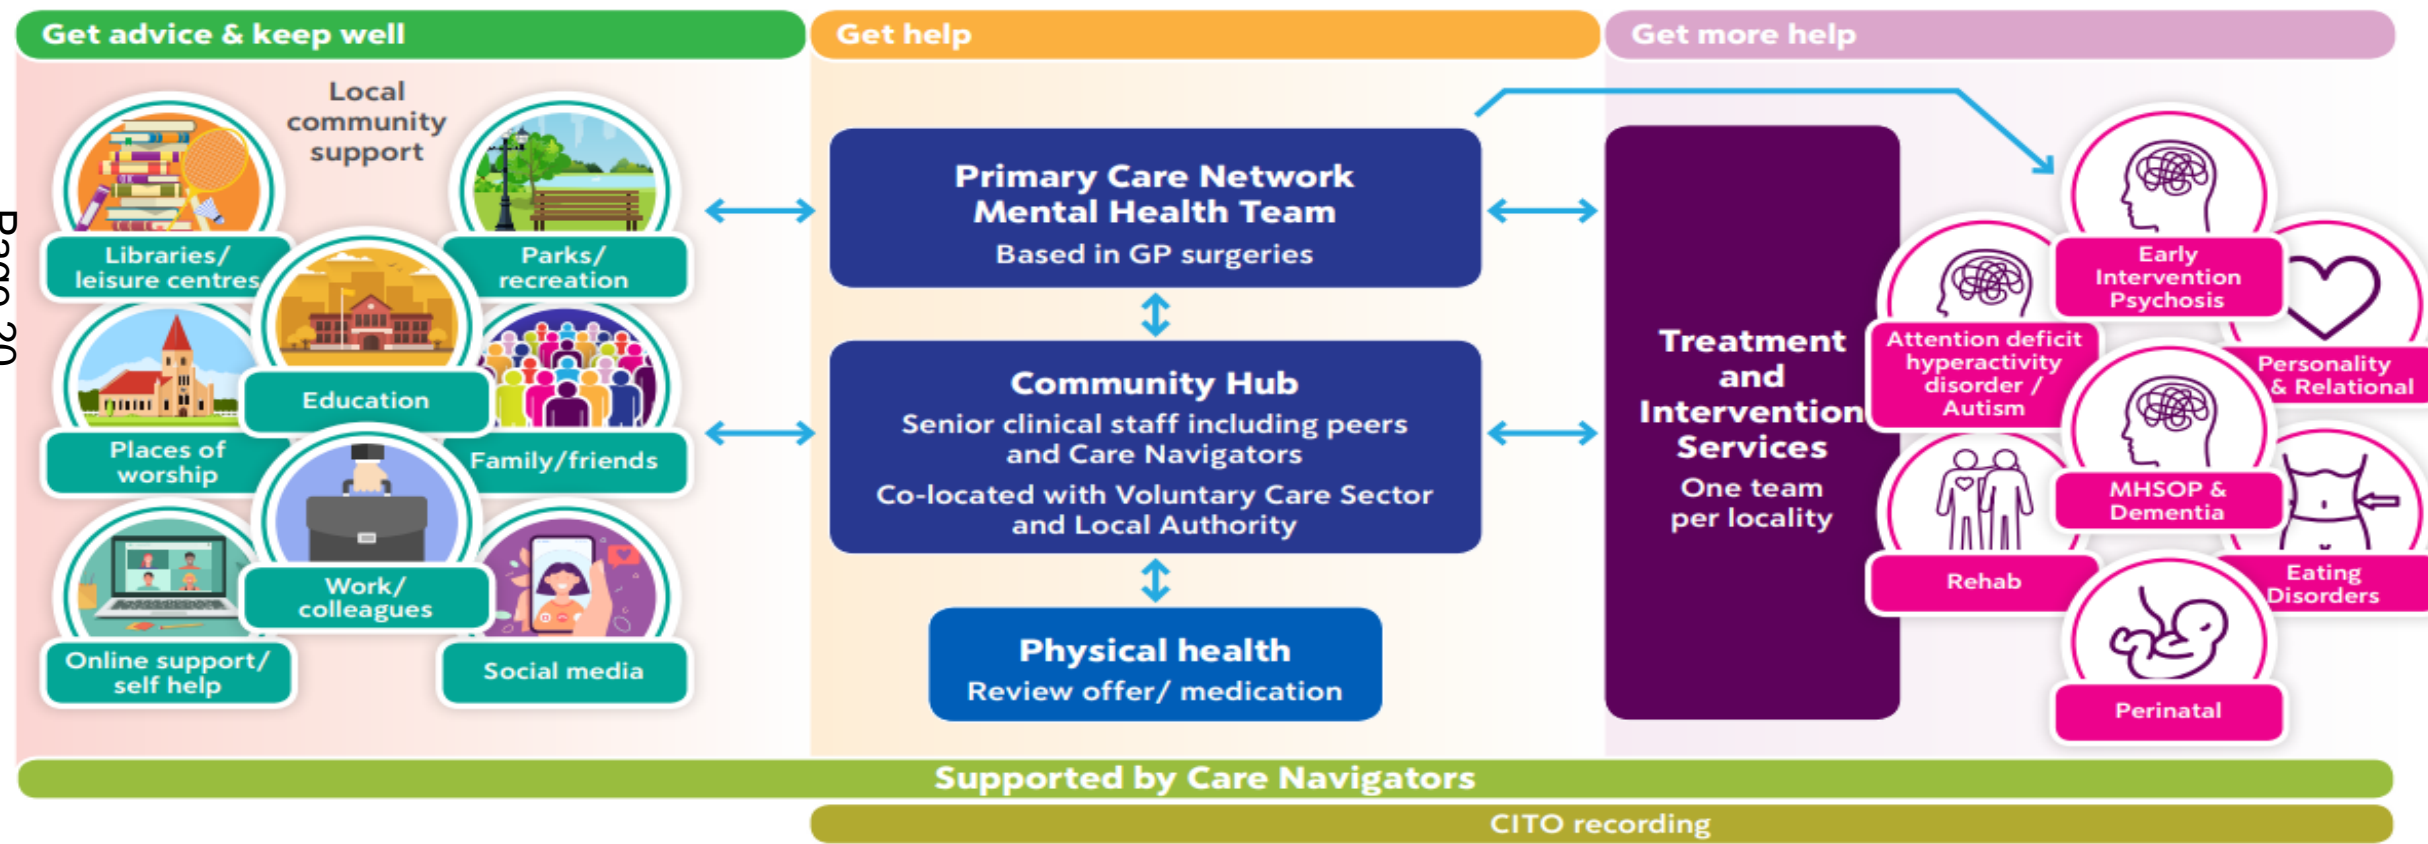 Get advice & keep well
Get help
Get more help
Page 20
Local
community
support
Libraries/
leisure centres
Parks/
recreation
Education
Places of
worship
Family/friends
Work/
colleagues
Online support/
self help
Social media
Primary Care Network
Mental Health Team
Based in GP surgeries
Community Hub
Senior clinical staff including peers
and Care Navigators
Co-located with Voluntary Care Sector
and Local Authority
Physical health
Review offer/ medication
Treatment
and
Intervention
Services
One team
per locality
Early
Intervention
Psychosis
Attention deficit
hyperactivity
disorder /
Autism
Personality
& Relational
MHSOP &
Dementia
Rehab
Eating
Disorders
Perinatal
Supported by Care Navigators
CITO recording